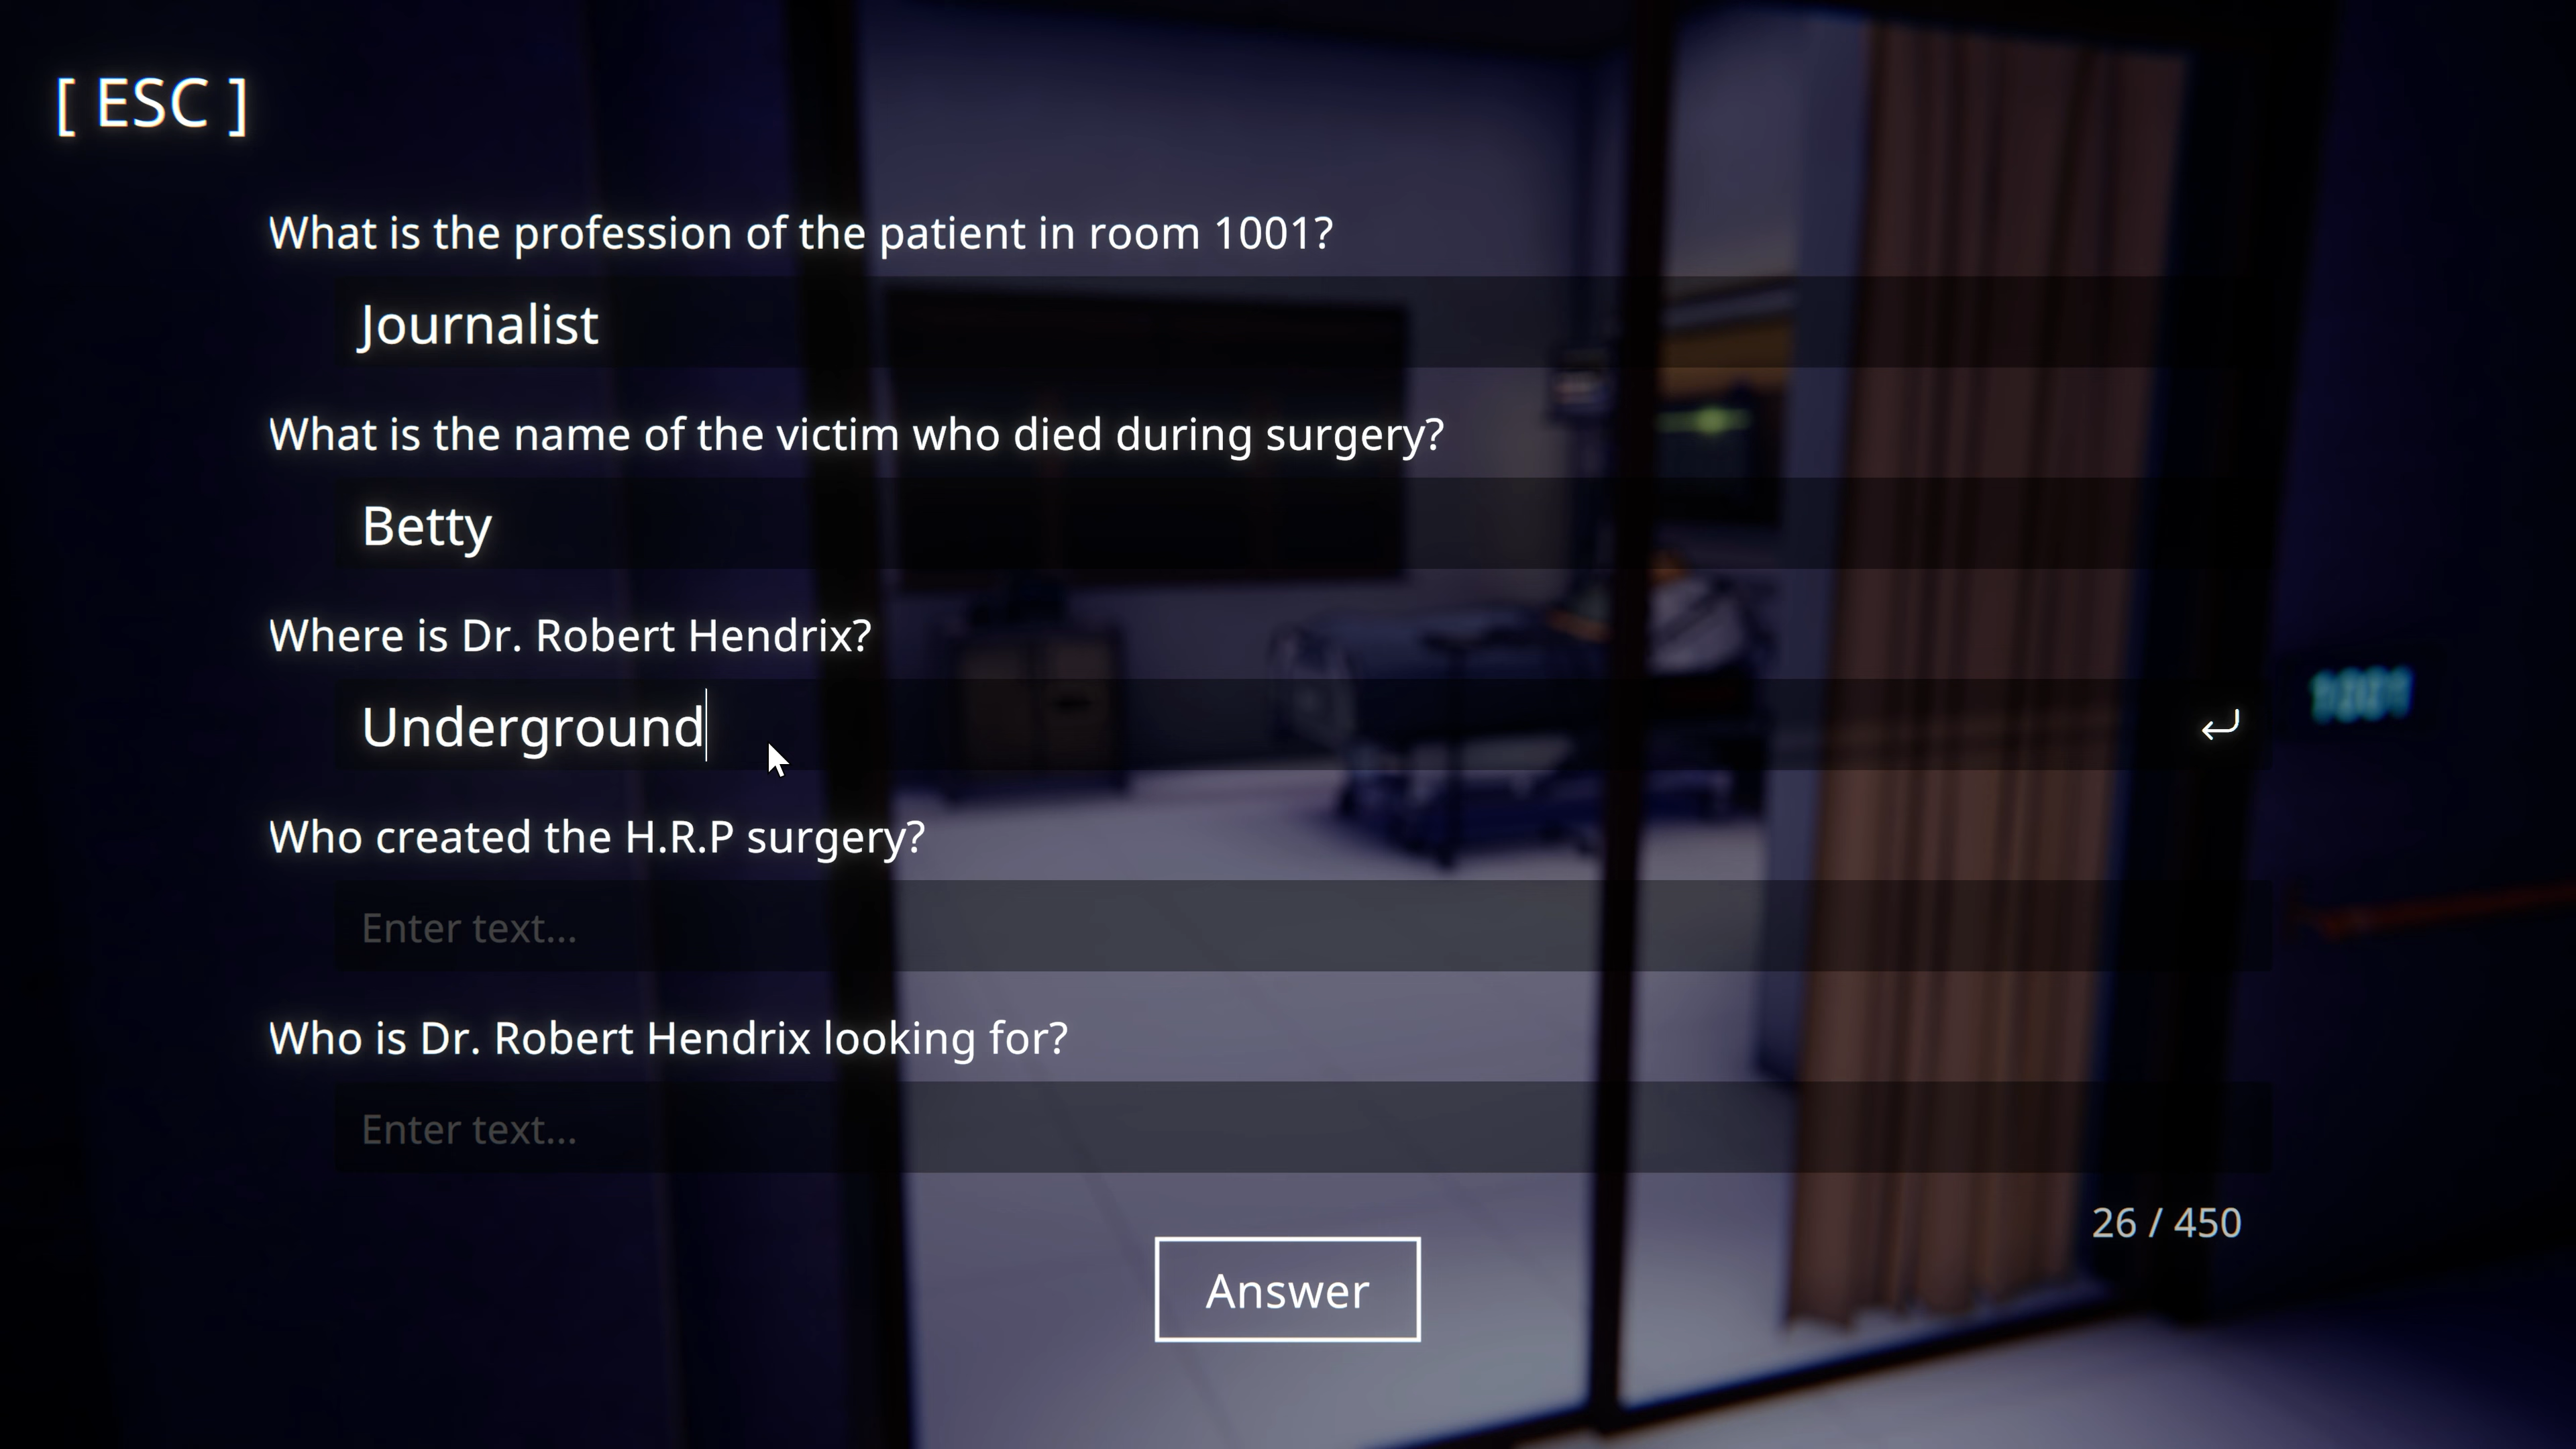 [ ESC ]
What is the profession of the patient in room 1001?
Journalist
What is the name of the victim who died during surgery?
Betty
Where is Dr. Robert Hendrix?
Underground
Who created the H.R.P surgery?
Enter text...
Who is Dr. Robert Hendrix looking for?
Enter text...
26 / 450
Answer